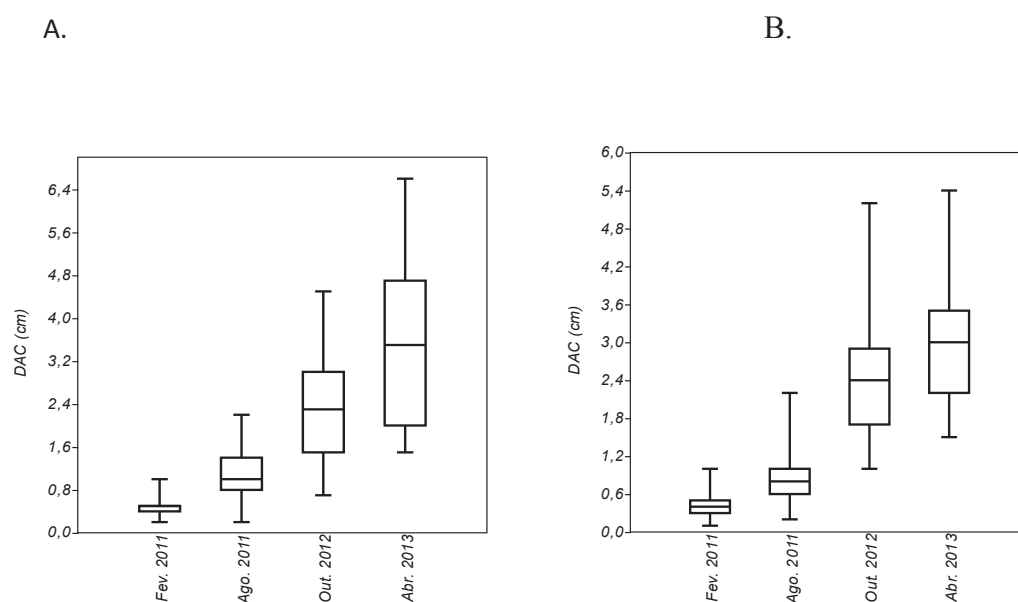 A.
B.
6,4
5,6
4,8
4,0
3,2
2,4
1,6
0,8
0,0
DAC (cm)
Fev. 2011
Ago. 2011
Out. 2012
Abr. 2013
6,0
5,4
4,8
4,2
3,6
3,0
2,4
1,8
1,2
0,6
0,0
DAC (cm)
Fev. 2011
Ago. 2011
Out. 2012
Abr. 2013